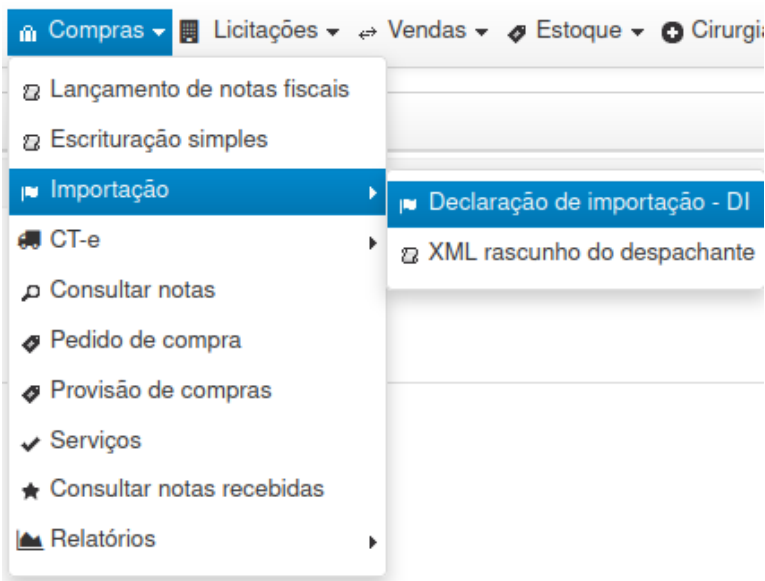 Compras Licitações Vendas Estoque Cirurgia
Lançamento de notas fiscais
Escrituração simples
Importação
Declaração de importação - DI
CT-e
XML rascunho do despachante
Consultar notas
Pedido de compra
Provisão de compras
Serviços
Consultar notas recebidas
Relatórios